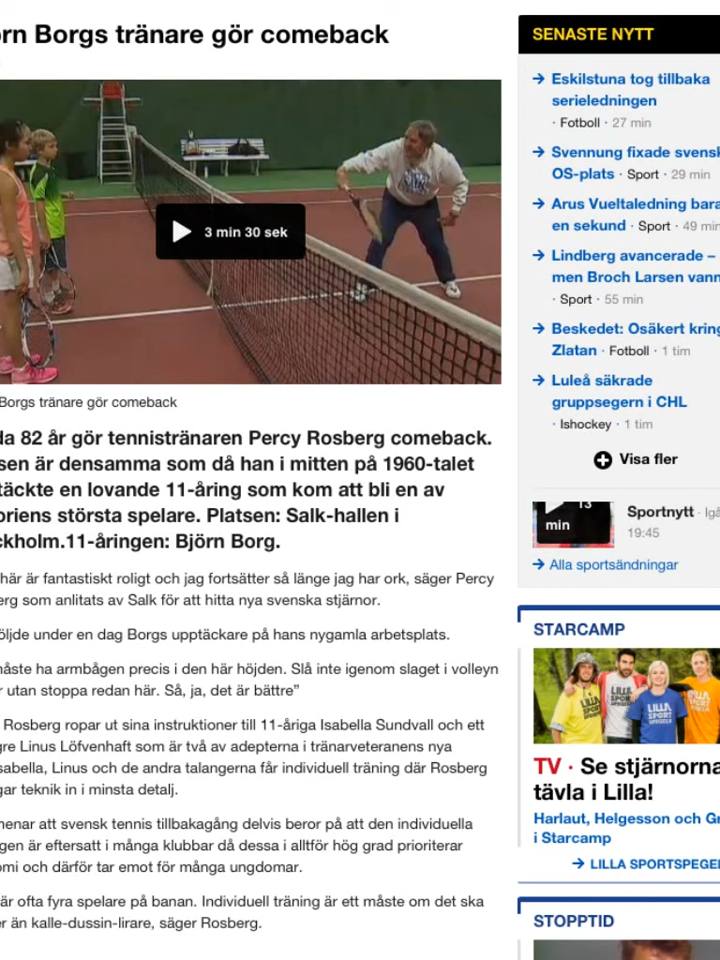 rn Borgs tränare gör comeback
3 min 30 sek
Borgs tränare gör comeback
da 82 år gör tennistränaren Percy Rosberg comeback.
sen är densamma som då han i mitten på 1960-talet
täckte en lovande 11-åring som kom att bli en av
oriens största spelare. Platsen: Salk-hallen i
ckholm.11-åringen: Björn Borg.
här är fantastiskt roligt och jag fortsätter så länge jag har ork, säger Percy
erg som anlitats av Salk för att hitta nya svenska stjärnor.
öljde under en dag Borgs upptäckare på hans nygamla arbetsplats.
måste ha armbågen precis i den här höjden. Slå inte igenom slaget i volleyn
r utan stoppa redan här. Så, ja, det är bättre”
Rosberg ropar ut sina instruktioner till 11-åriga Isabella Sundvall och ett
gre Linus Löfvenhaft som är två av adepterna i tränarveteranens nya
sabella, Linus och de andra talangerna får individuell träning där Rosberg
gar teknik in i minsta detalj.
menar att svensk tennis tillbakagång delvis beror på att den individuella
gen är eftersatt i många klubbar då dessa i alltför hög grad prioriterar
omi och därför tar emot för många ungdomar.
är ofta fyra spelare på banan. Individuell träning är ett måste om det ska
er än kalle-dussin-lirare, säger Rosberg.
SENASTE NYTT
→ Eskilstuna tog tillbaka
serieledningen
· Fotboll · 27 min
→ Svennung fixade svensk
OS-plats · Sport · 29 min
→ Arus Vueltaledning bara
en sekund · Sport · 49 min
→ Lindberg avancerade –
men Broch Larsen vann
· Sport · 55 min
→ Beskedet: Osäkert kring
Zlatan · Fotboll · 1 tim
→ Luleå säkrade
gruppsegern i CHL
· Ishockey · 1 tim
Visa fler
13
min
Sportnytt · Igå
19:45
→ Alla sportsändningar
STARCAMP
LILLA
SPORT
SPEGELN
TV · Se stjärnorna
tävla i Lilla!
Harlaut, Helgesson och Gr
i Starcamp
→ LILLA SPORTSPEGEL
STOPPTID